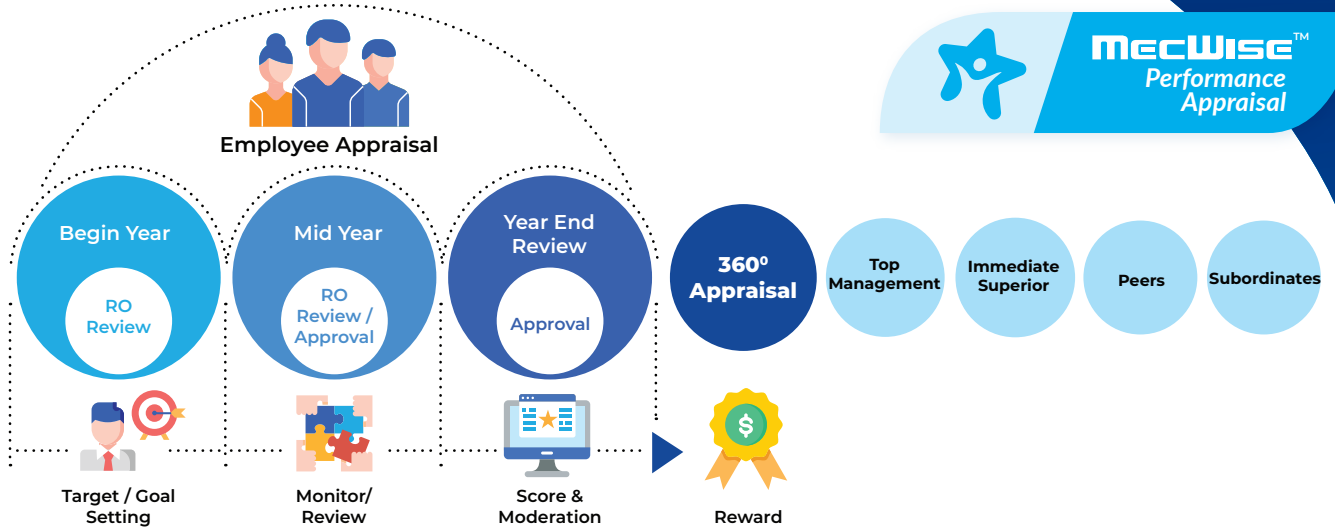 MECWISE™
Performance
Appraisal
Employee Appraisal
Begin Year
RO
Review
Mid Year
RO
Review /
Approval
Year End
Review
Approval
360⁰
Appraisal
Top
Management
Immediate
Superior
Peers
Subordinates
Target / Goal
Setting
Monitor/
Review
Score &
Moderation
$
Reward